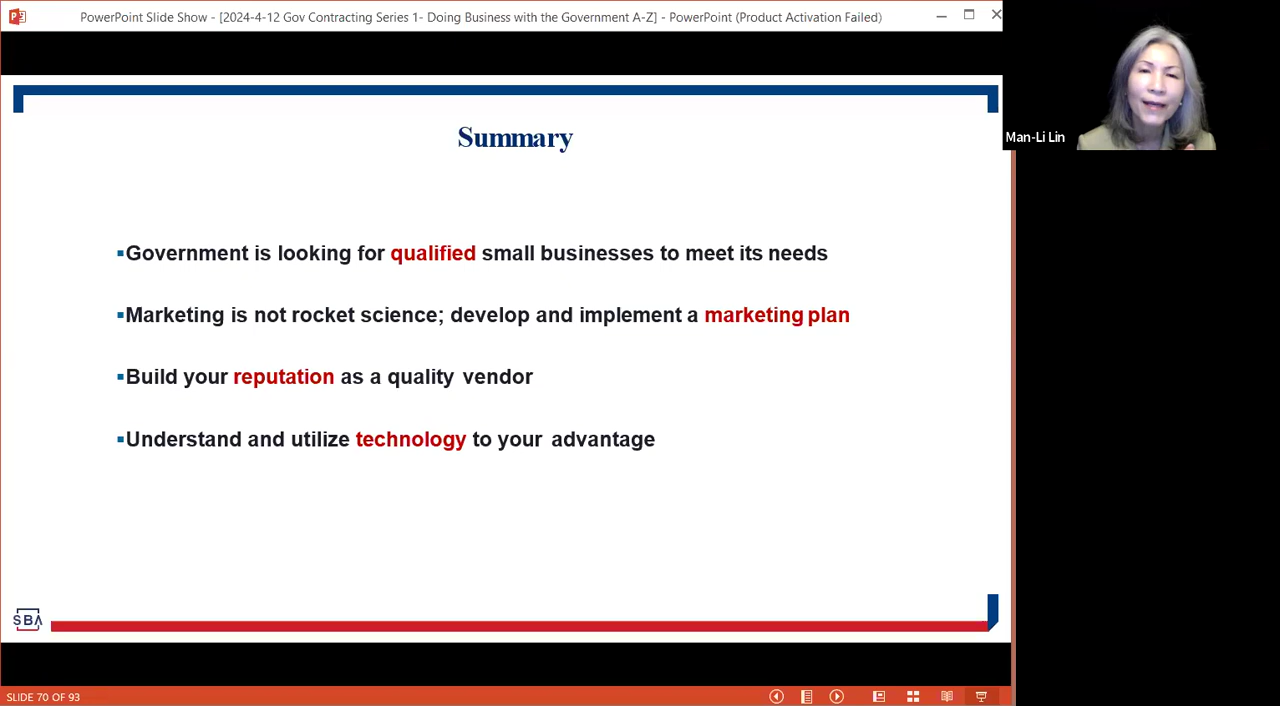 PowerPoint Slide Show - [2024-4-12 Gov Contracting Series 1- Doing Business with the Government A-Z] - PowerPoint (Product Activation Failed)
Man-Li Lin
Summary
▪Government is looking for qualified small businesses to meet its needs
▪Marketing is not rocket science; develop and implement a marketing plan
▪Build your reputation as a quality vendor
▪Understand and utilize technology to your advantage
SBA
SLIDE 70 OF 93